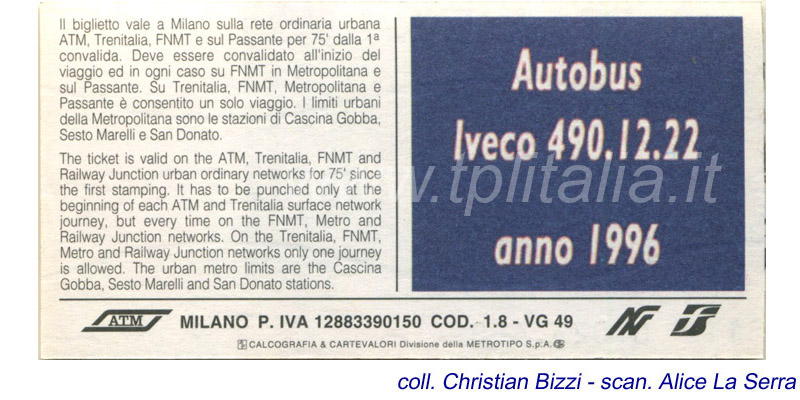 Il biglietto vale a Milano sulla rete ordinaria urbana
ATM, Trenitalia, FNMT e sul Passante per 75' dalla 1ª
convalida. Deve essere convalidato all'inizio del
viaggio ed in ogni caso su FNMT in Metropolitana e
sul Passante. Su Trenitalia, FNMT, Metropolitana e
Passante è consentito un solo viaggio. I limiti urbani
della Metropolitana sono le stazioni di Cascina Gobba,
Sesto Marelli e San Donato.
The ticket is valid on the ATM, Trenitalia, FNMT and
Railway Junction urban ordinary networks for 75' since
the first stamping. It has to be punched only at the
beginning of each ATM and Trenitalia surface network
journey, but every time on the FNMT, Metro and
Railway Junction networks. On the Trenitalia, FNMT,
Metro and Railway Junction networks only one journey
is allowed. The urban metro limits are the Cascina
Gobba, Sesto Marelli and San Donato stations.
Autobus
Iveco 490.12.22
anno 1996
www.tplitalia.it
ATM MILANO P. IVA 12883390150 COD. 1.8 - VG 49
CALCOGRAFIA & CARTEVALORI Divisione della METROTIPO S.p.A.
coll. Christian Bizzi - scan. Alice La Serra